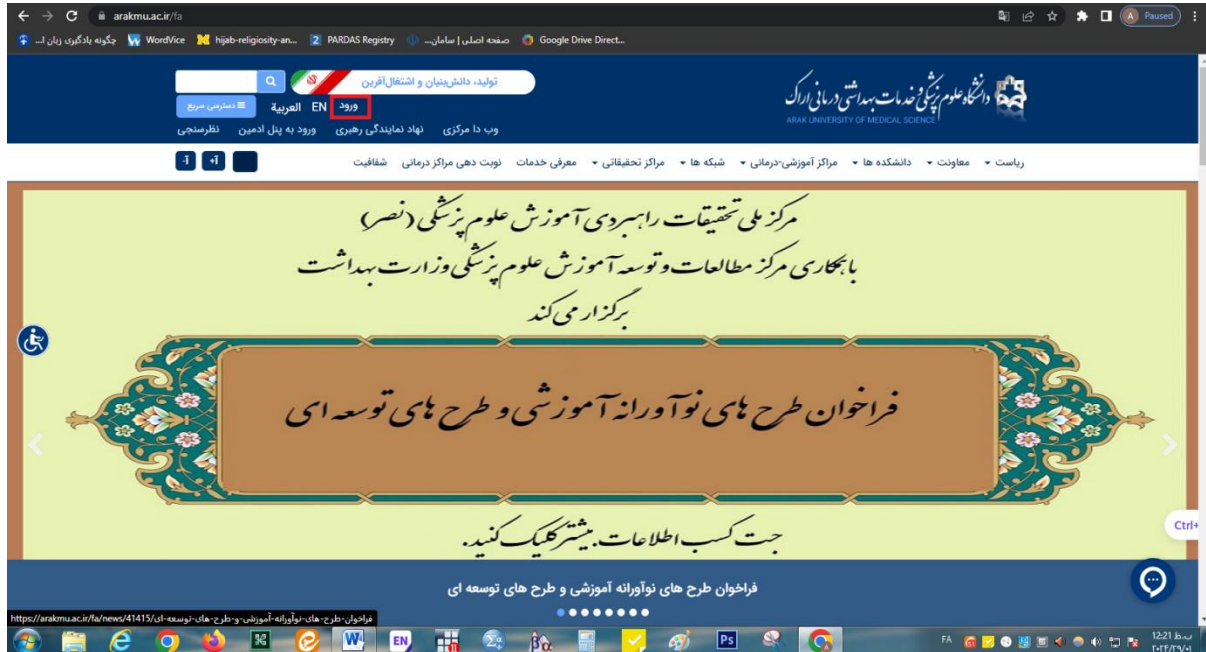 arakmu.ac.ir/fa
Paused
چگونه یادگیری زبان ا...
WordVice
hijab-religiosity-an...
PARDAS Registry
صفحه اصلی | سامان...
Google Drive Direct...
تولید، دانش‌بنیان و اشتغال‌آفرین
ورود EN العربية
دسترسی سریع
وب دا مرکزی نهاد نمایندگی رهبری ورود به پنل ادمین نظرسنجی
دانشگاه علوم پزشکی و خدمات بهداشتی درمانی اراک
ARAK UNIVERSITY OF MEDICAL SCIENCE
ریاست معاونت دانشکده ها مراکز آموزشی-درمانی شبکه ها مراکز تحقیقاتی معرفی خدمات نوبت دهی مراکز درمانی شفافیت
آ+ آ-
مرکز ملی تحقیقات راهبردی آموزش علوم پزشکی (نصر)
با همکاری مرکز مطالعات و توسعه آموزش علوم پزشکی وزارت بهداشت
برگزار می کند
فراخوان طرح های نوآورانه آموزشی و طرح های توسعه ای
جهت کسب اطلاعات بیشتر کلیک کنید.
Ctrl+
فراخوان طرح های نوآورانه آموزشی و طرح های توسعه ای
https://arakmu.ac.ir/fa/news/41415/فراخوان-طرح-های-نوآورانه-آموزشی-و-طرح-های-توسعه-ای
W EN Ps
FA
12:21 ب.ظ